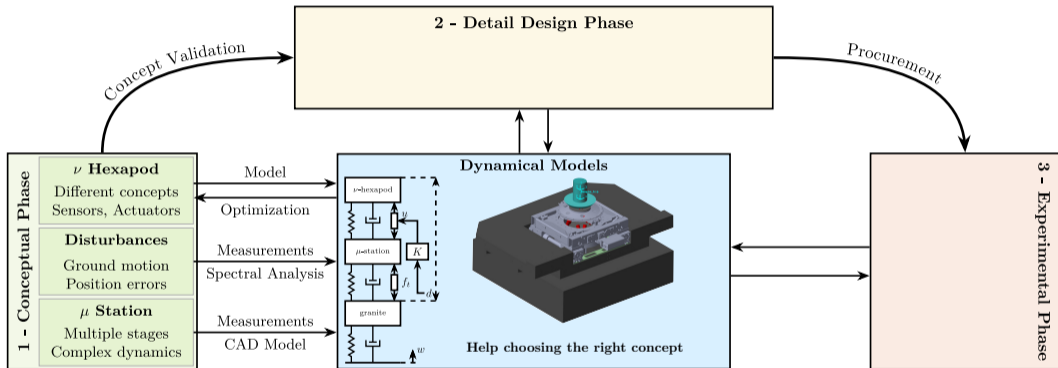 2 - Detail Design Phase
Concept Validation
Procurement
1 - Conceptual Phase
ν Hexapod
Different concepts
Sensors, Actuators
Disturbances
Ground motion
Position errors
μ Station
Multiple stages
Complex dynamics
Model
Optimization
Measurements
Spectral Analysis
Measurements
CAD Model
Dynamical Models
ν-hexapod
y
μ-station
K
f_t
d
granite
w
Help choosing the right concept
3 - Experimental Phase